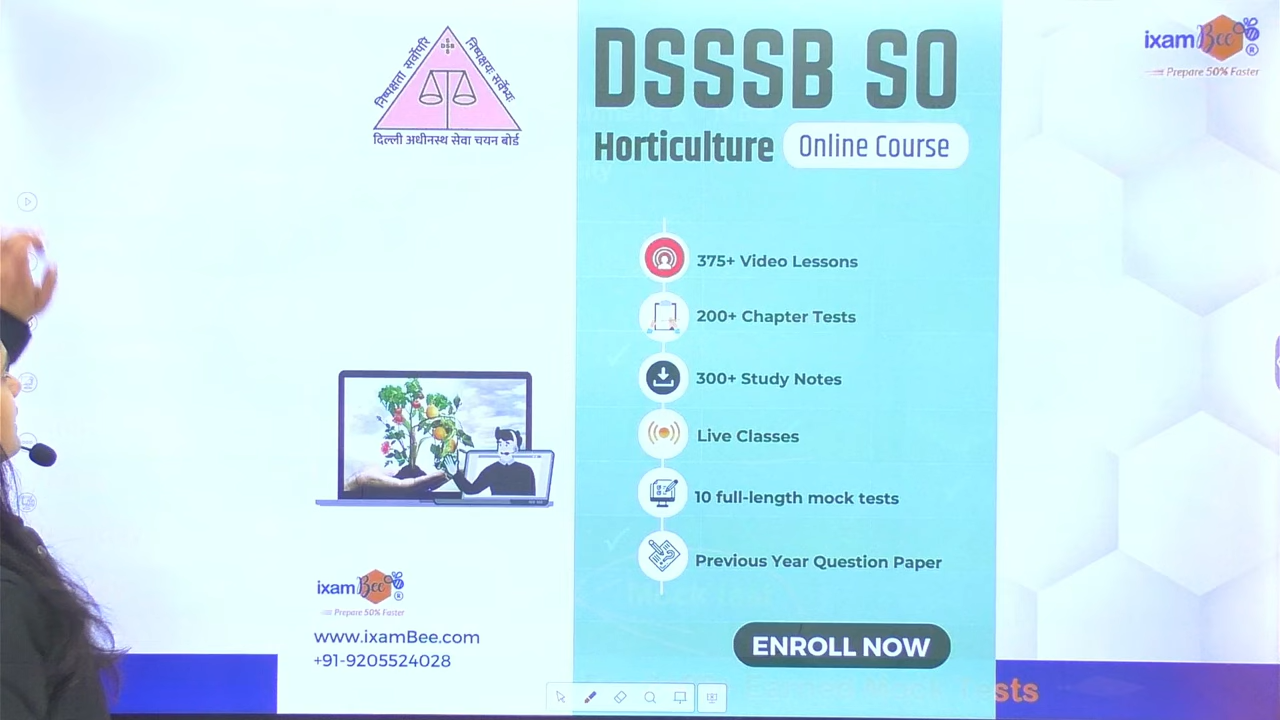 निष्पक्षता सर्वोपरि
निष्पक्षयः सर्वेभ्यः
दिल्ली अधीनस्थ सेवा चयन बोर्ड
DSSSB SO
Horticulture Online Course
ixamBee
Prepare 50% Faster
375+ Video Lessons
200+ Chapter Tests
300+ Study Notes
Live Classes
10 full-length mock tests
Previous Year Question Paper
ixamBee
Prepare 50% Faster
www.ixamBee.com
+91-9205524028
ENROLL NOW